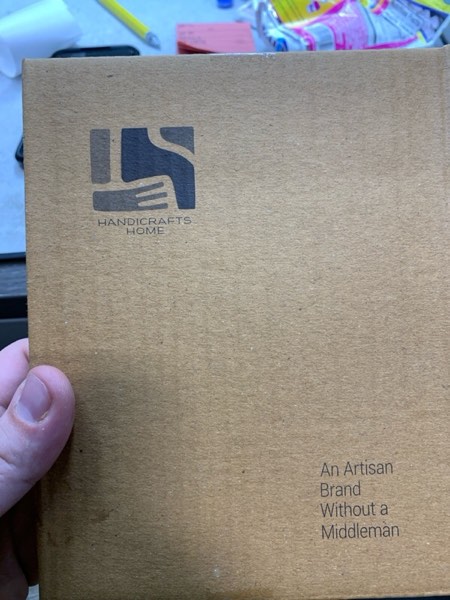 HANDICRAFTS
HOME
An Artisan
Brand
Without a
Middleman